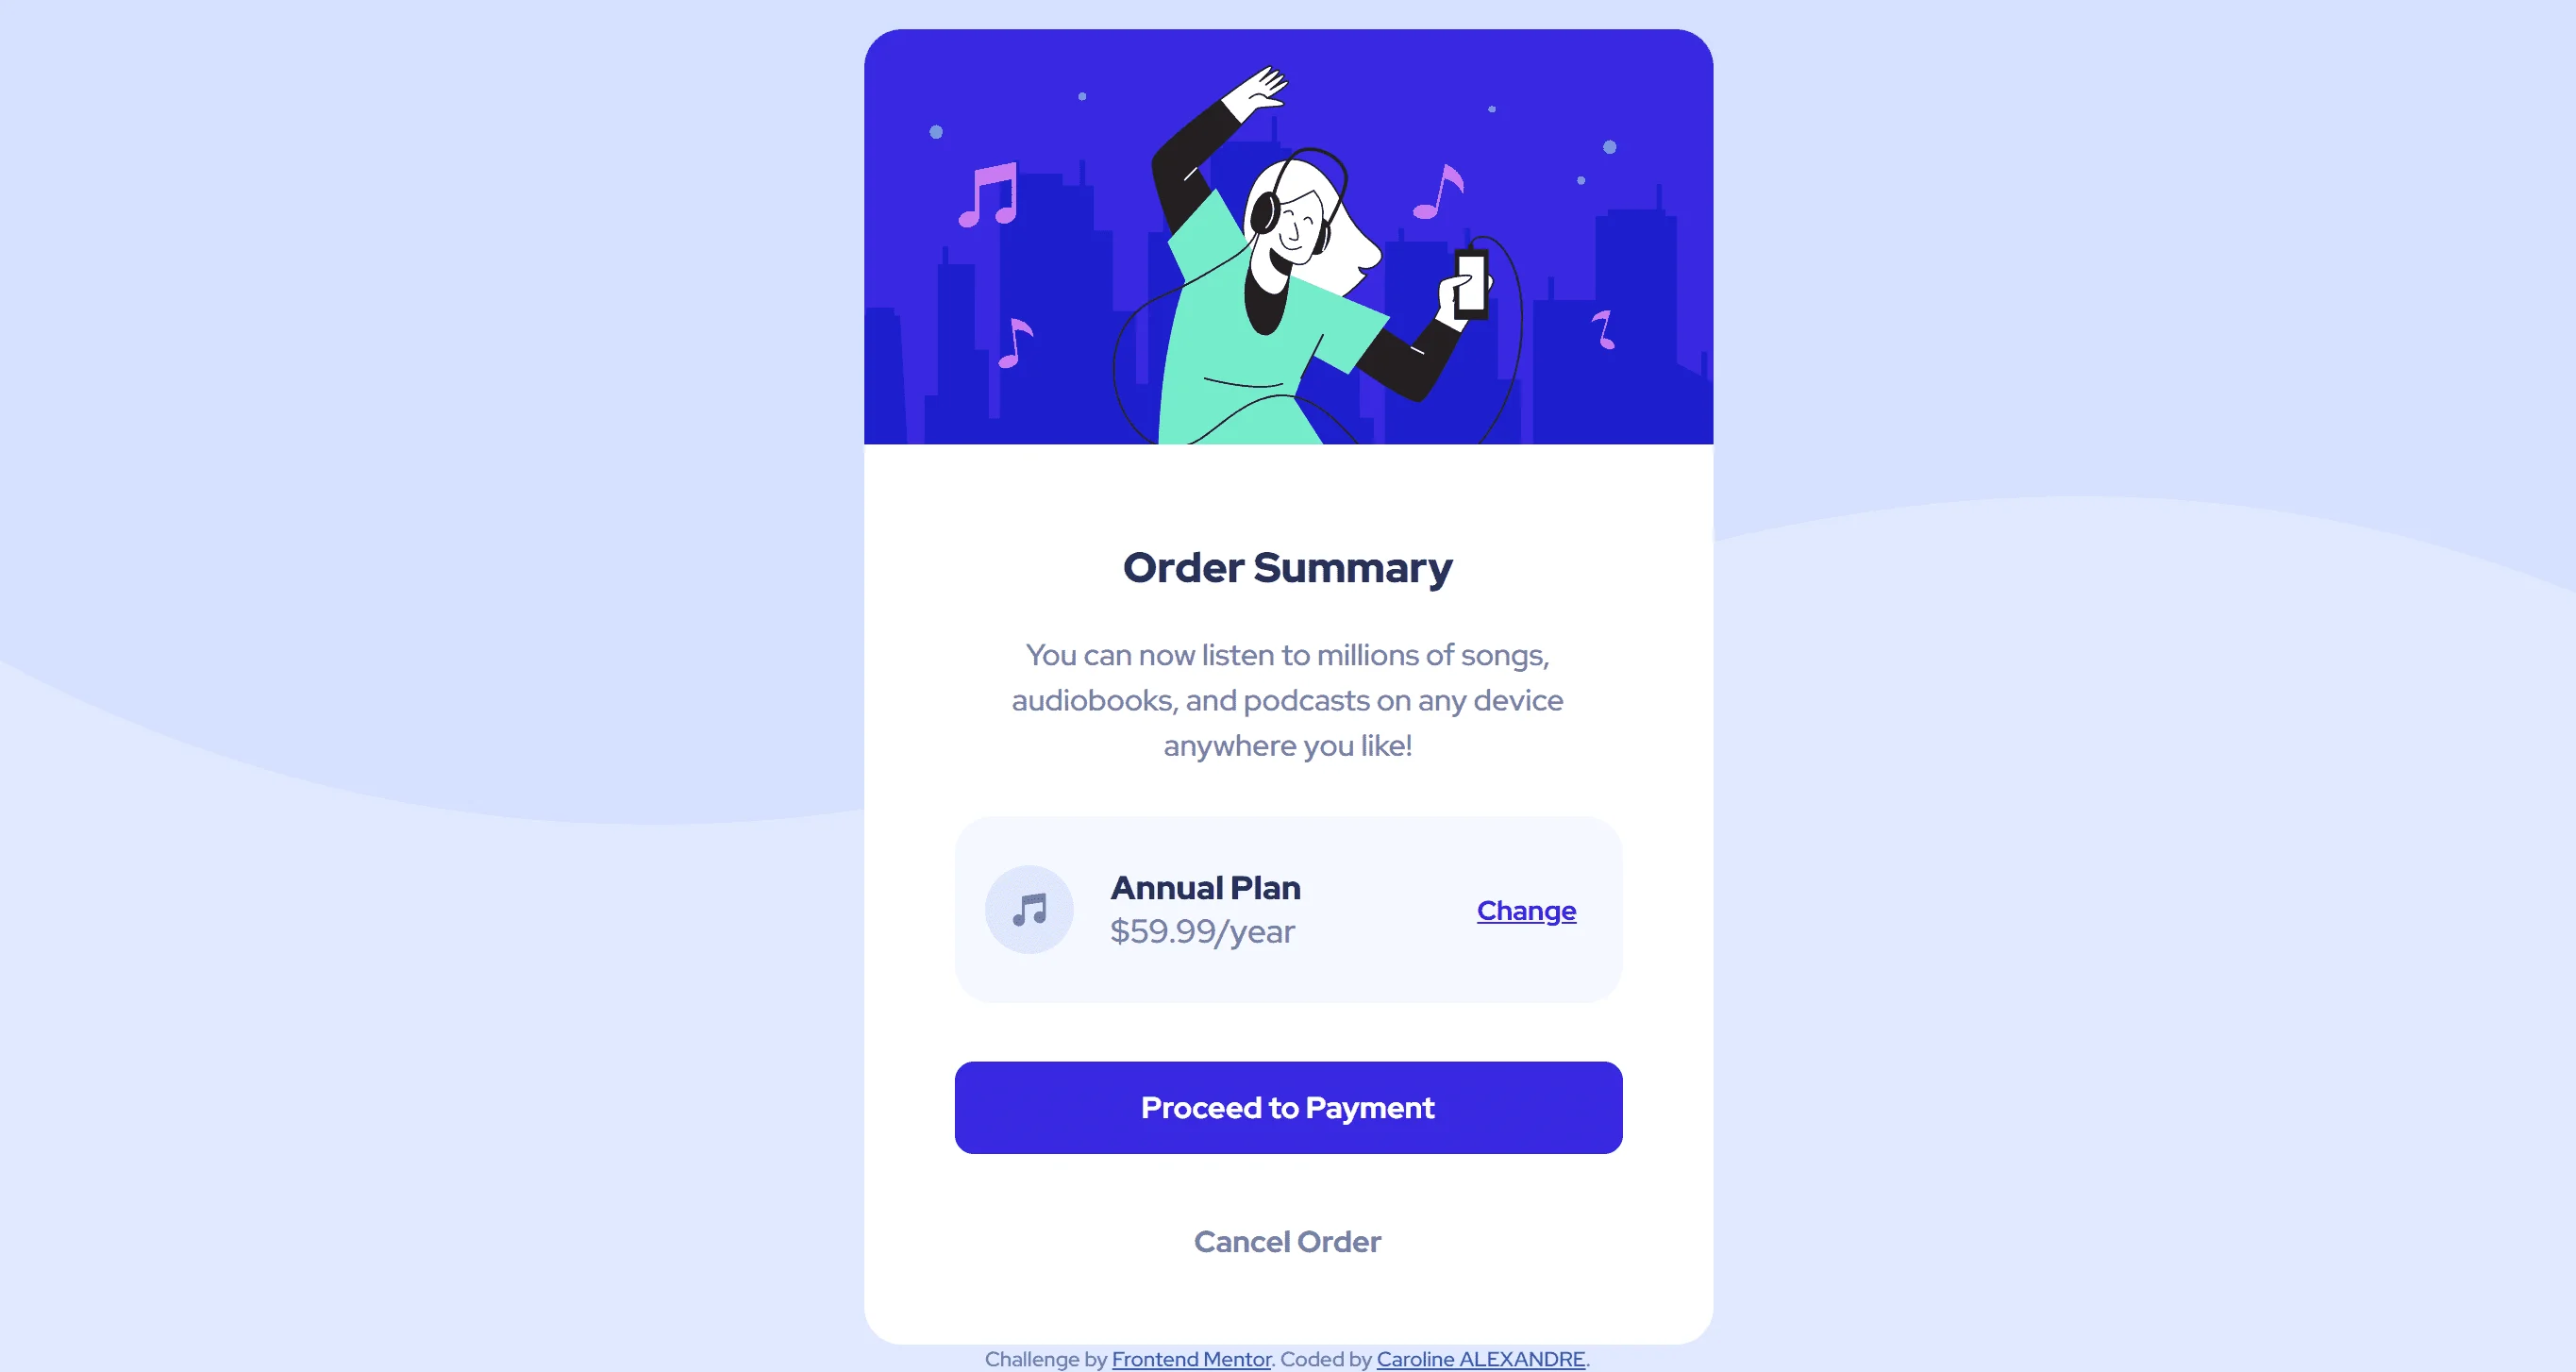 Order Summary
You can now listen to millions of songs,
audiobooks, and podcasts on any device
anywhere you like!
Annual Plan
$59.99/year
Change
Proceed to Payment
Cancel Order
Challenge by Frontend Mentor. Coded by Caroline ALEXANDRE.